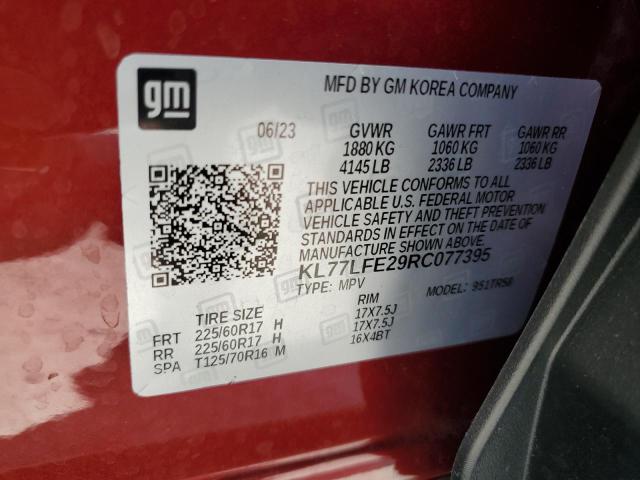 gm
MFD BY GM KOREA COMPANY
06/23 GVWR GAWR FRT GAWR RR
1880 KG 1060 KG 1060 KG
4145 LB 2336 LB 2336 LB
THIS VEHICLE CONFORMS TO ALL
APPLICABLE U.S. FEDERAL MOTOR
VEHICLE SAFETY AND THEFT PREVENTION
STANDARDS IN EFFECT ON THE DATE OF
MANUFACTURE SHOWN ABOVE.
KL77LFE29RC077395
TYPE: MPV MODEL: 9S1TR58
TIRE SIZE RIM
FRT 225/60R17 H 17X7.5J
RR 225/60R17 H 17X7.5J
SPA T125/70R16 M 16X4BT